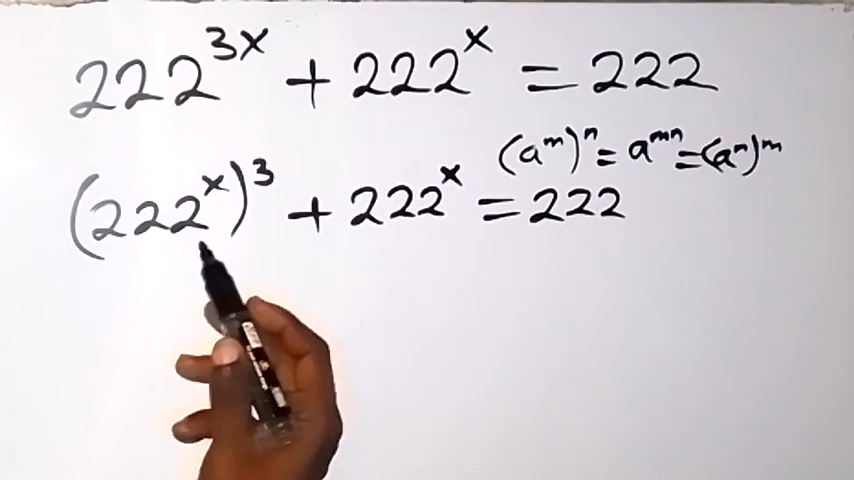 222^{3x} + 222^x = 222
(a^m)^n = a^{mn} = (a^n)^m
(222^x)^3 + 222^x = 222